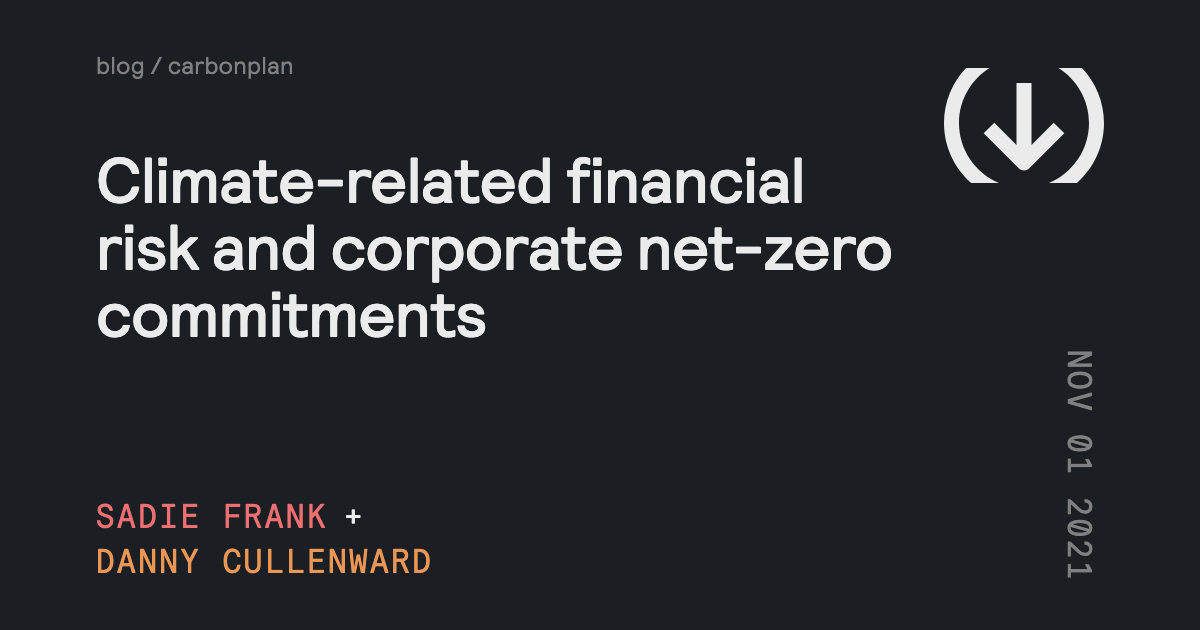 blog / carbonplan
Climate-related financial
risk and corporate net-zero
commitments
NOV 01 2021
SADIE FRANK +
DANNY CULLENWARD